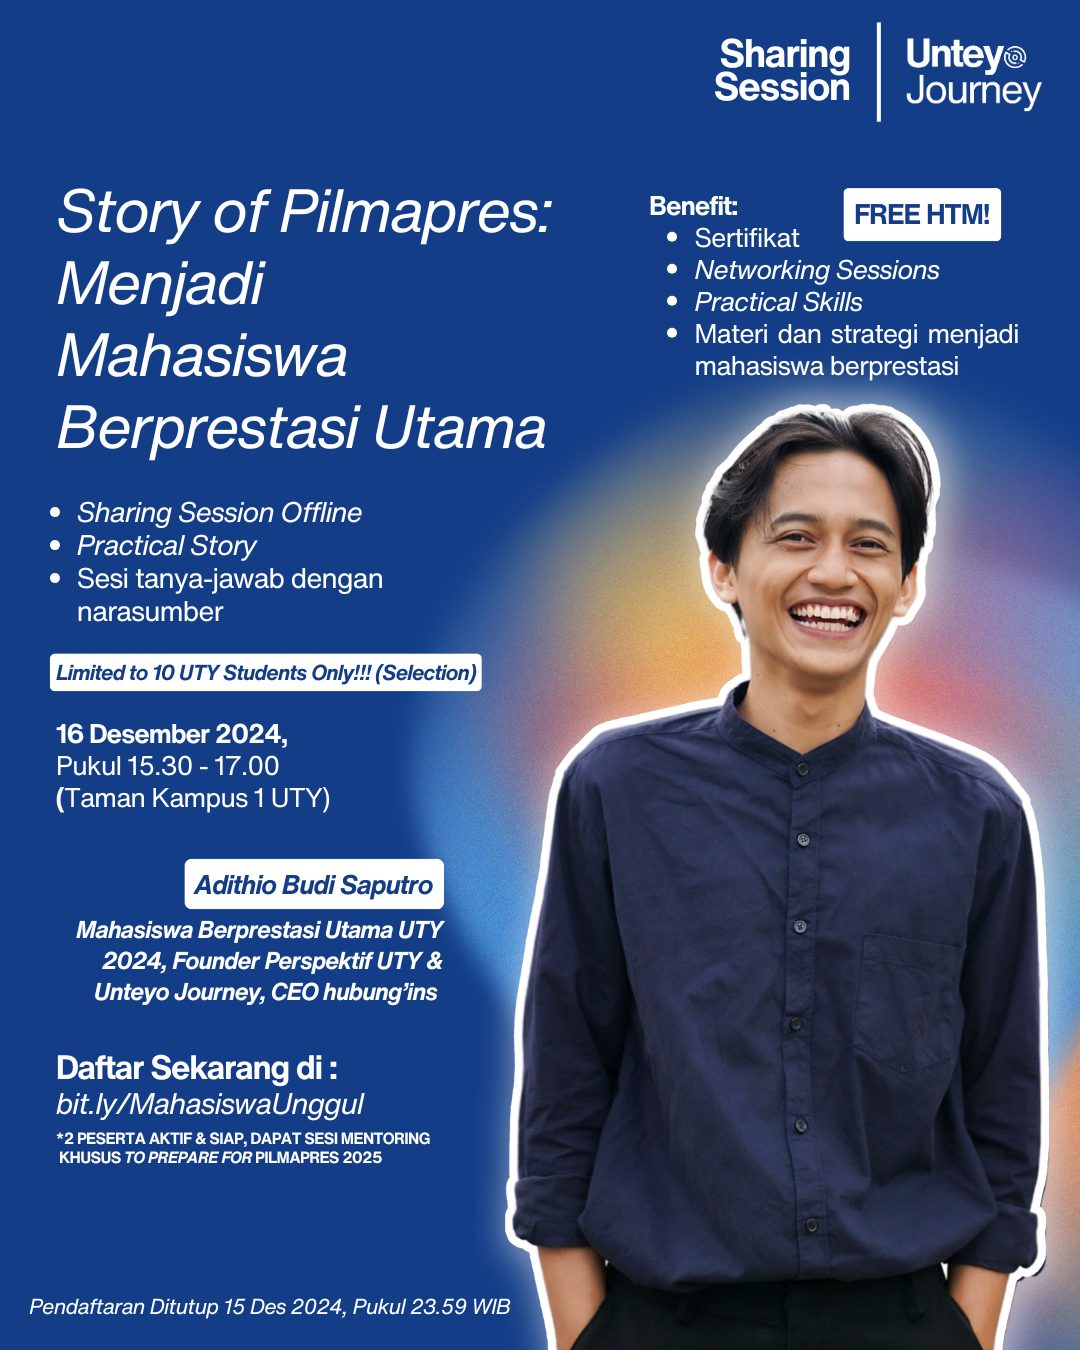 Sharing
Session
Unteyo
Journey
Story of Pilmapres:
Menjadi
Mahasiswa
Berprestasi Utama
Benefit:
FREE HTM!
• Sertifikat
• Networking Sessions
• Practical Skills
• Materi dan strategi menjadi
mahasiswa berprestasi
• Sharing Session Offline
• Practical Story
• Sesi tanya-jawab dengan
narasumber
Limited to 10 UTY Students Only!!! (Selection)
16 Desember 2024,
Pukul 15.30 - 17.00
(Taman Kampus 1 UTY)
Adithio Budi Saputro
Mahasiswa Berprestasi Utama UTY
2024, Founder Perspektif UTY &
Unteyo Journey, CEO hubung’ins
Daftar Sekarang di :
bit.ly/MahasiswaUnggul
*2 PESERTA AKTIF & SIAP, DAPAT SESI MENTORING
KHUSUS TO PREPARE FOR PILMAPRES 2025
Pendaftaran Ditutup 15 Des 2024, Pukul 23.59 WIB